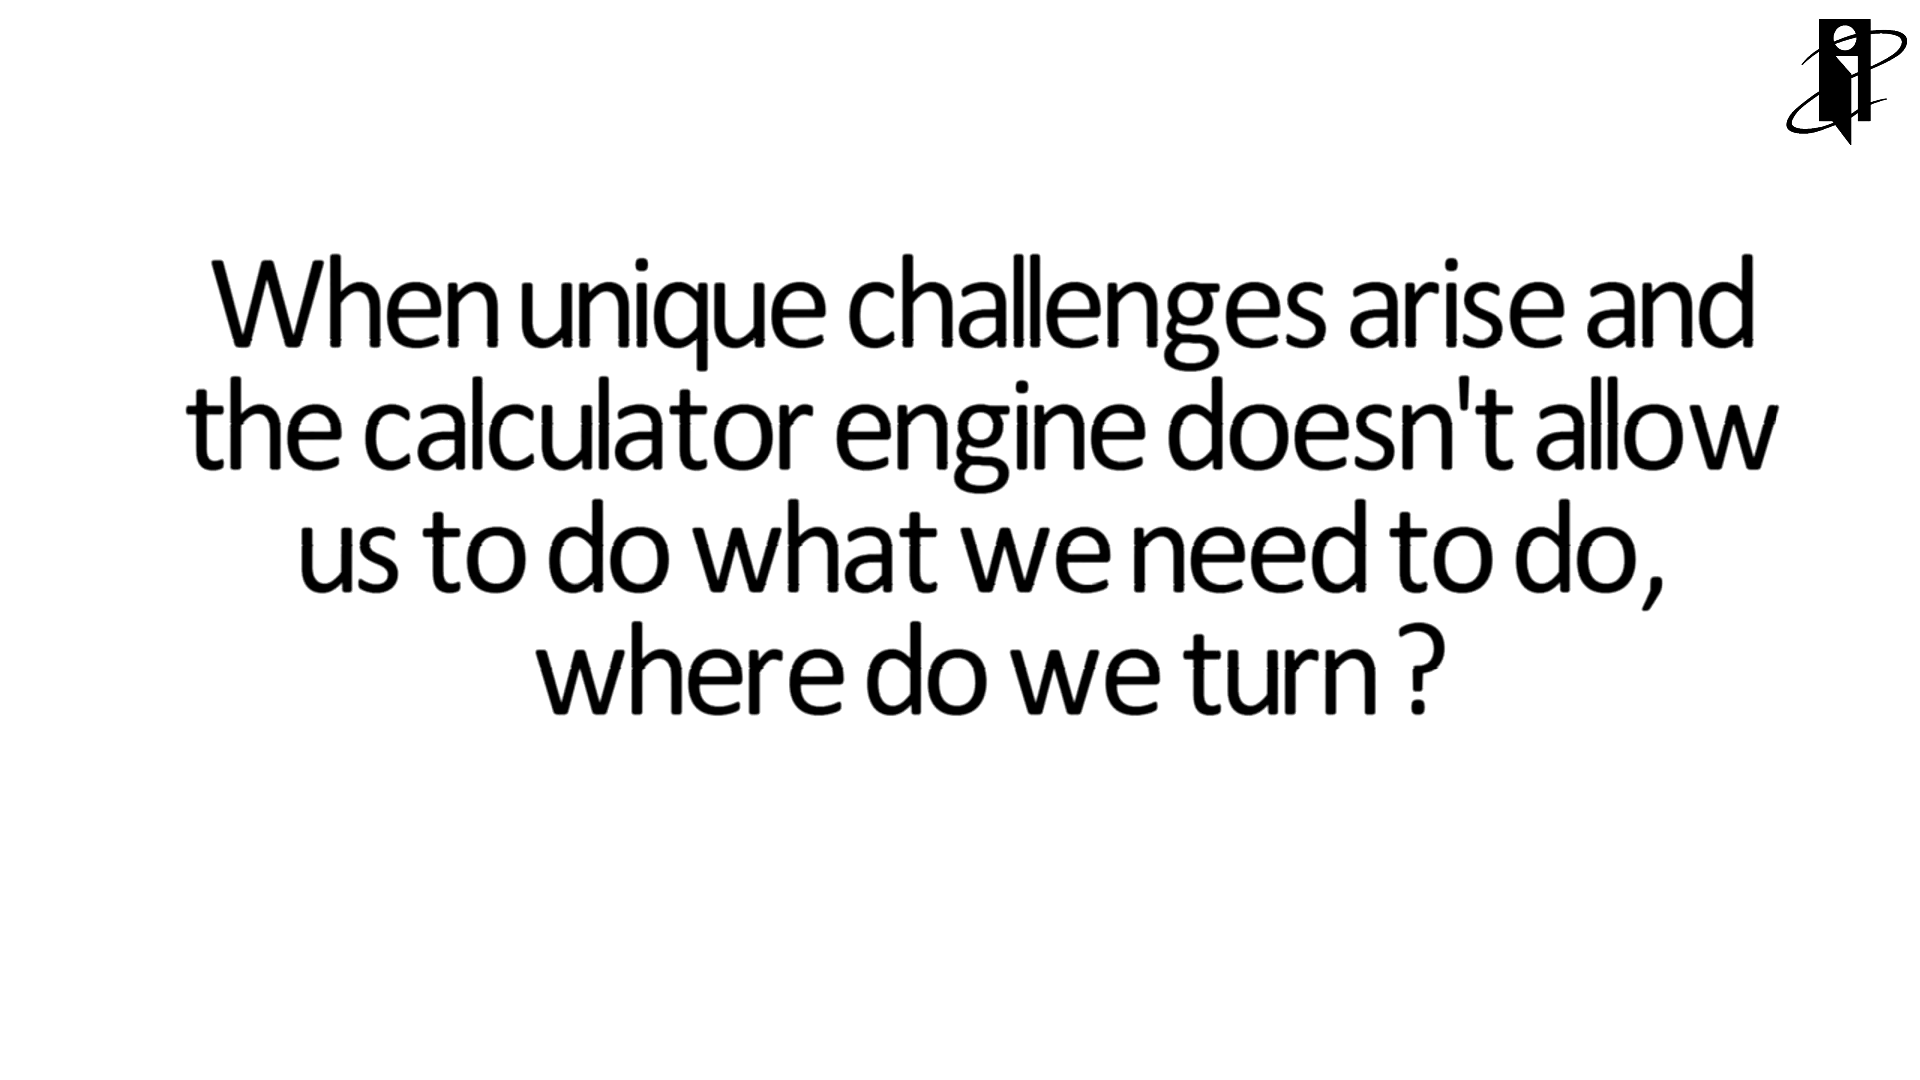 When unique challenges arise and
the calculator engine doesn't allow
us to do what we need to do,
where do we turn ?